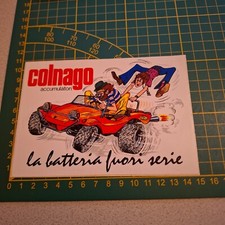 colnago
accumulatori
la batteria fuori serie